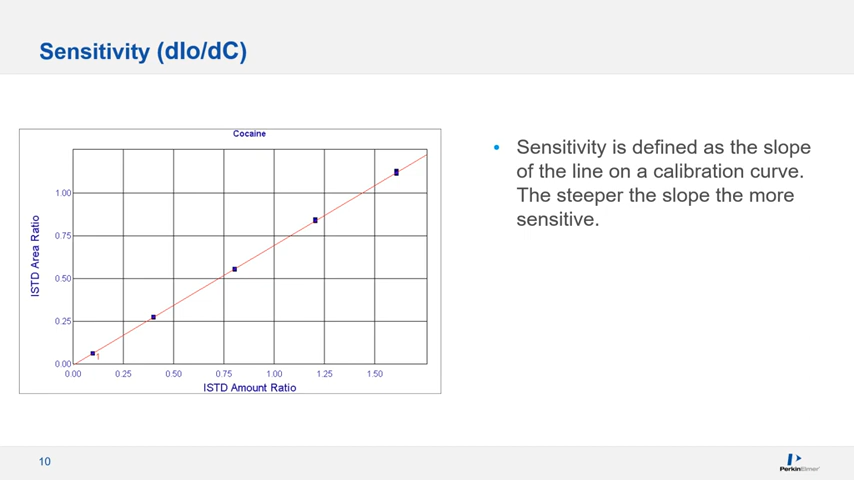 Sensitivity (dIo/dC)
Cocaine
ISTD Area Ratio
1.00
0.75
0.50
0.25
0.00
1
0.00 0.25 0.50 0.75 1.00 1.25 1.50
ISTD Amount Ratio
• Sensitivity is defined as the slope
of the line on a calibration curve.
The steeper the slope the more
sensitive.
10
PerkinElmer